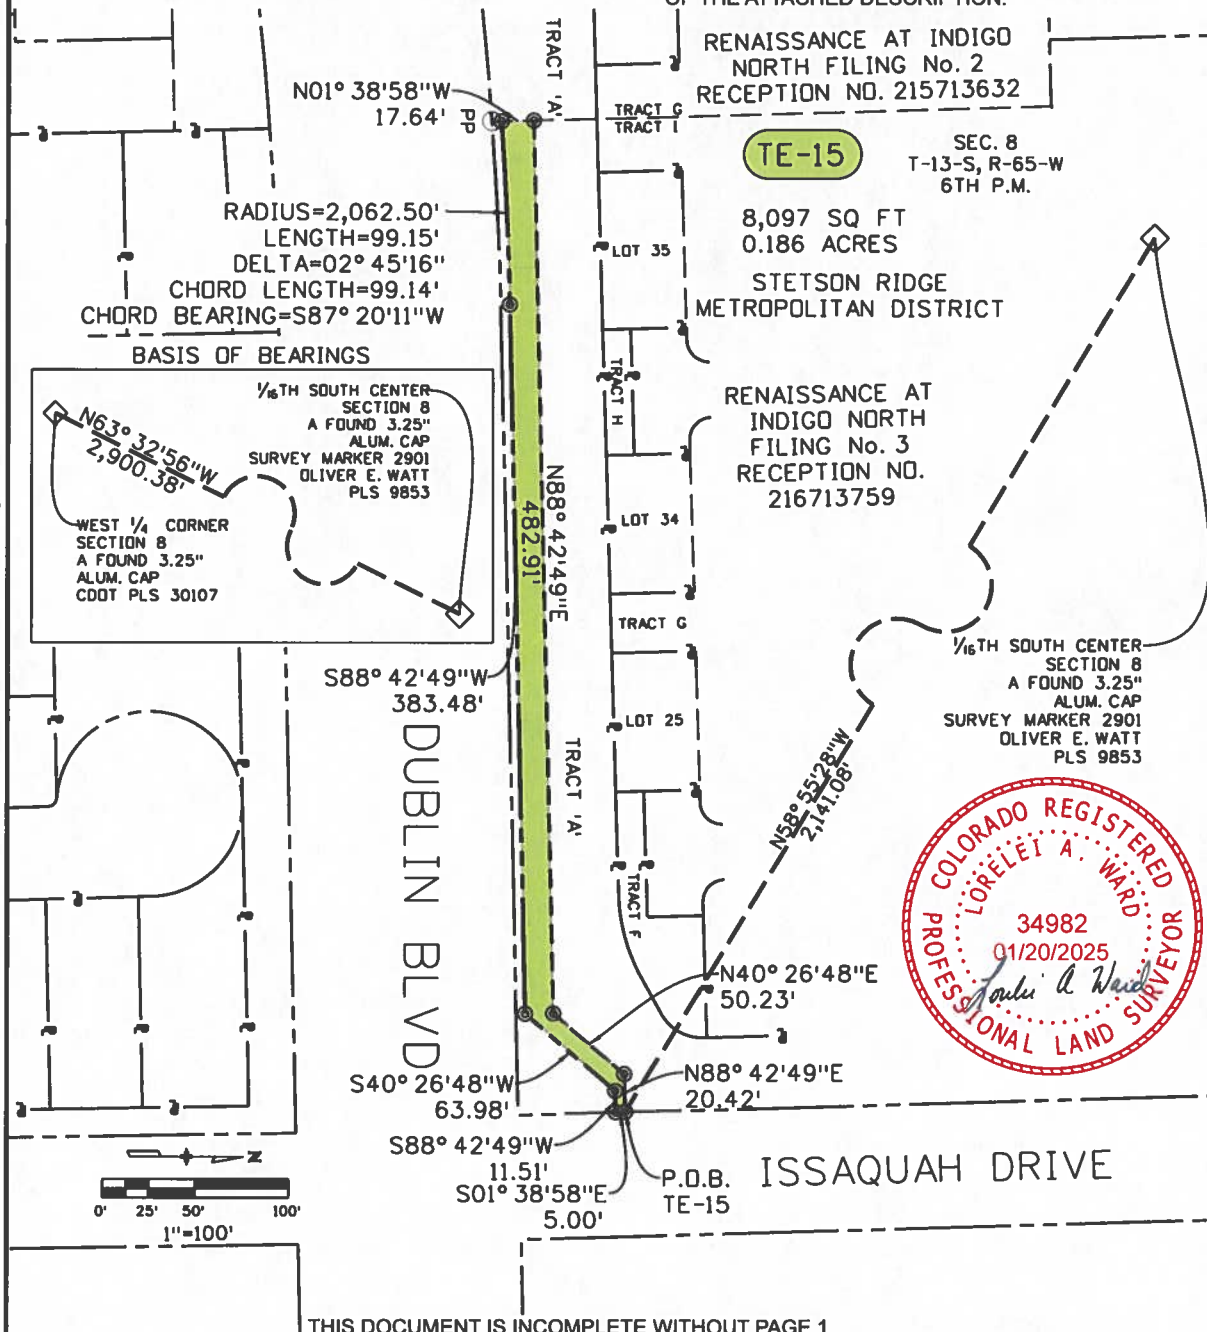 OF THE ATTACHED DESCRIPTION.
RENAISSANCE AT INDIGO
NORTH FILING No. 2
RECEPTION NO. 215713632
TRACT 'A'
N01° 38'58"W
17.64'
PP
TRACT G
TRACT I
TE-15
SEC. 8
T-13-S, R-65-W
6TH P.M.
8,097 SQ FT
0.186 ACRES
STETSON RIDGE
METROPOLITAN DISTRICT
RADIUS=2,062.50'
LENGTH=99.15'
DELTA=02° 45'16"
CHORD LENGTH=99.14'
CHORD BEARING=S87° 20'11"W
LOT 35
BASIS OF BEARINGS
1/16TH SOUTH CENTER
SECTION 8
A FOUND 3.25"
ALUM. CAP
SURVEY MARKER 2901
OLIVER E. WATT
PLS 9853
N63° 32'56"W
2,900.38'
WEST 1/4 CORNER
SECTION 8
A FOUND 3.25"
ALUM. CAP
CDOT PLS 30107
TRACT H
RENAISSANCE AT
INDIGO NORTH
FILING No. 3
RECEPTION NO.
216713759
N88° 42'49"E
482.91'
LOT 34
TRACT G
1/16TH SOUTH CENTER
SECTION 8
A FOUND 3.25"
ALUM. CAP
SURVEY MARKER 2901
OLIVER E. WATT
PLS 9853
S88° 42'49"W
383.48'
LOT 25
DUBLIN BLVD
TRACT 'A'
N58° 55'28"W
2,141.08'
TRACT F
COLORADO REGISTERED
LORELEI A. WARD
34982
01/20/2025
Lorelei A Ward
PROFESSIONAL LAND SURVEYOR
N40° 26'48"E
50.23'
S40° 26'48"W
63.98'
N88° 42'49"E
20.42'
S88° 42'49"W
11.51'
S01° 38'58"E
5.00'
P.O.B.
TE-15
ISSAQUAH DRIVE
N
0' 25' 50' 100'
1"=100'
THIS DOCUMENT IS INCOMPLETE WITHOUT PAGE 1